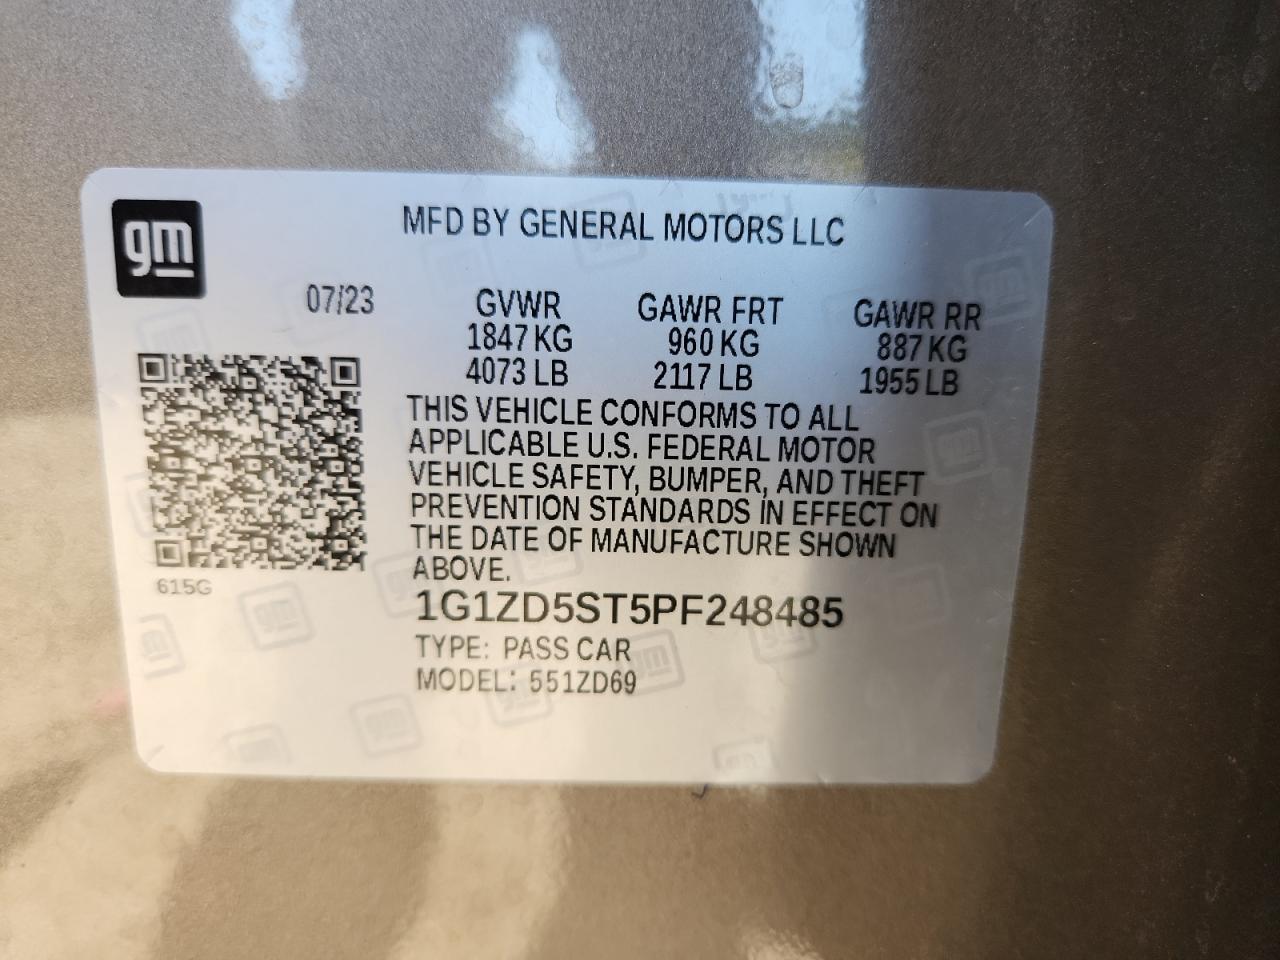 gm
MFD BY GENERAL MOTORS LLC
07/23 GVWR GAWR FRT GAWR RR
1847 KG 960 KG 887 KG
4073 LB 2117 LB 1955 LB
THIS VEHICLE CONFORMS TO ALL
APPLICABLE U.S. FEDERAL MOTOR
VEHICLE SAFETY, BUMPER, AND THEFT
PREVENTION STANDARDS IN EFFECT ON
THE DATE OF MANUFACTURE SHOWN
ABOVE.
615G
1G1ZD5ST5PF248485
TYPE: PASS CAR
MODEL: 551ZD69